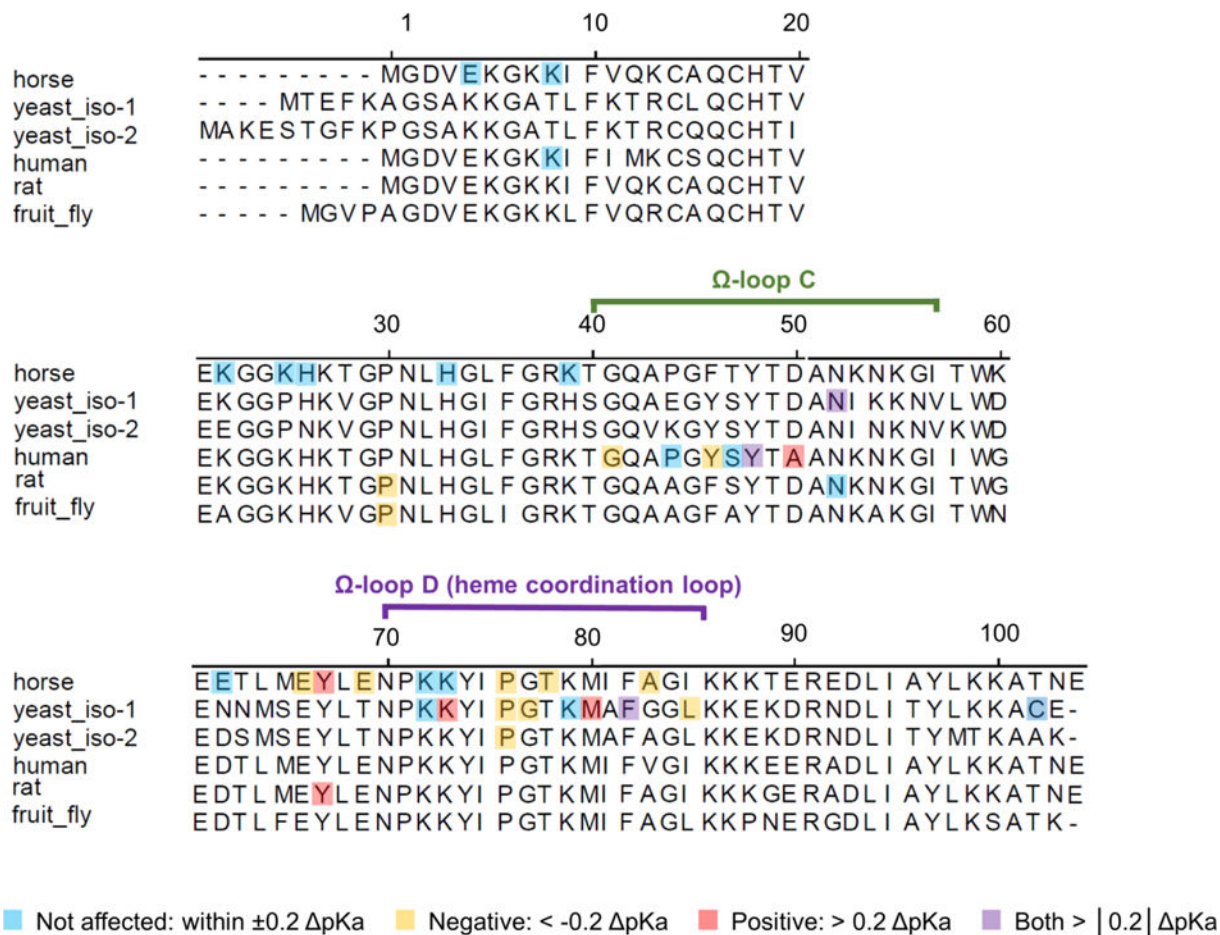 1 10 20
horse - - - - - - - - - MGDVEKGKKIFVQKCAQCHTV
yeast_iso-1 - - - - MTEFKAGSAKKGATLFKTRCLQCHTV
yeast_iso-2 MAKESTGFKPGSAKKGATLFKTRCQQCHTI
human - - - - - - - - - MGDVEKGKKIFIMKCSQCHTV
rat - - - - - - - - - MGDVEKGKKIFVQKCAQCHTV
fruit_fly - - - - - MGVPAGDVEKGKKLFVQRCAQCHTV
Ω-loop C
30 40 50 60
horse EKGGKHKTGPNLHGLFGRKTGQAPGFTYTDANKNKGITWK
yeast_iso-1 EKGGPHKVGPNLHGIFGRHSGQAEGYSYTDANIKKNVLWD
yeast_iso-2 EEGGPNKVGPNLHGIFGRHSGQVKGYSYTDANINKNVKWD
human EKGGKHKTGPNLHGLFGRKTGQAPGYSYTAANKNKGIIWG
rat EKGGKHKTGPNLHGLFGRKTGQAAGFSYTDANKNKGITWG
fruit_fly EAGGKHKVGPNLHGLIGRKTGQAAGFAYTDANKAKGITWN
Ω-loop D (heme coordination loop)
70 80 90 100
horse EETLMEYLENPKKYIPGTKMIFAGIKKKTEREDLIAYLKKATNE
yeast_iso-1 ENNMSEYLTNPKKYIPGTKMAFGGLKKEKDRNDLITYLKKACE-
yeast_iso-2 EDSMSEYLTNPKKYIPGTKMAFAGLKKEKDRNDLITYMTKAAK-
human EDTLMEYLENPKKYIPGTKMIFVGIKKKEERADLIAYLKKATNE
rat EDTLMEYLENPKKYIPGTKMIFAGIKKKGERADLIAYLKKATNE
fruit_fly EDTLFEYLENPKKYIPGTKMIFAGLKKPNERGDLIAYLKSATK-
Not affected: within ±0.2 ΔpKa Negative: < -0.2 ΔpKa Positive: > 0.2 ΔpKa Both > |0.2| ΔpKa